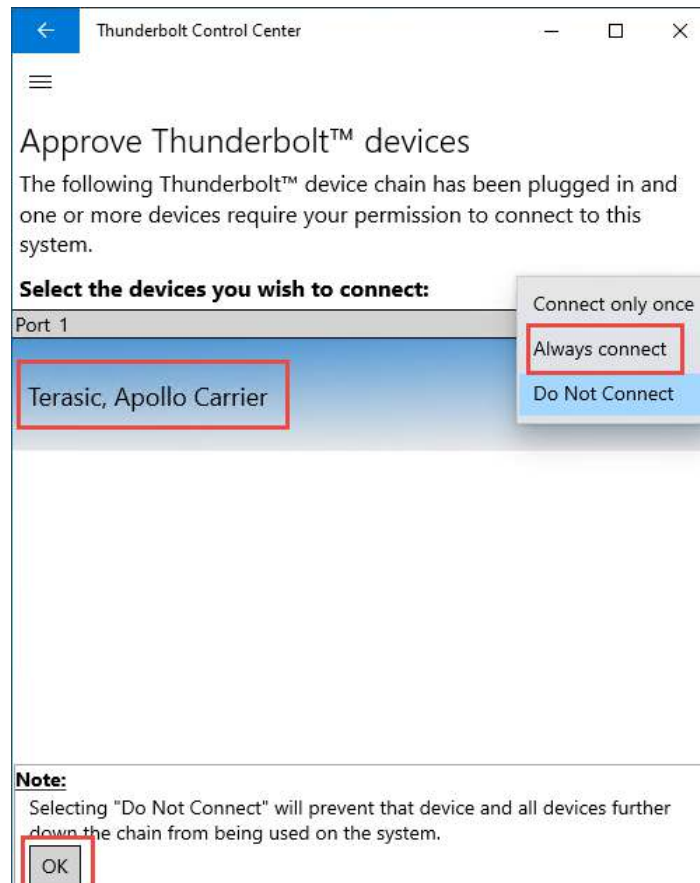 Thunderbolt Control Center
Approve Thunderbolt™ devices
The following Thunderbolt™ device chain has been plugged in and
one or more devices require your permission to connect to this
system.
Select the devices you wish to connect:
Connect only once
Port 1
Always connect
Terasic, Apollo Carrier
Do Not Connect
Note:
Selecting "Do Not Connect" will prevent that device and all devices further
down the chain from being used on the system.
OK